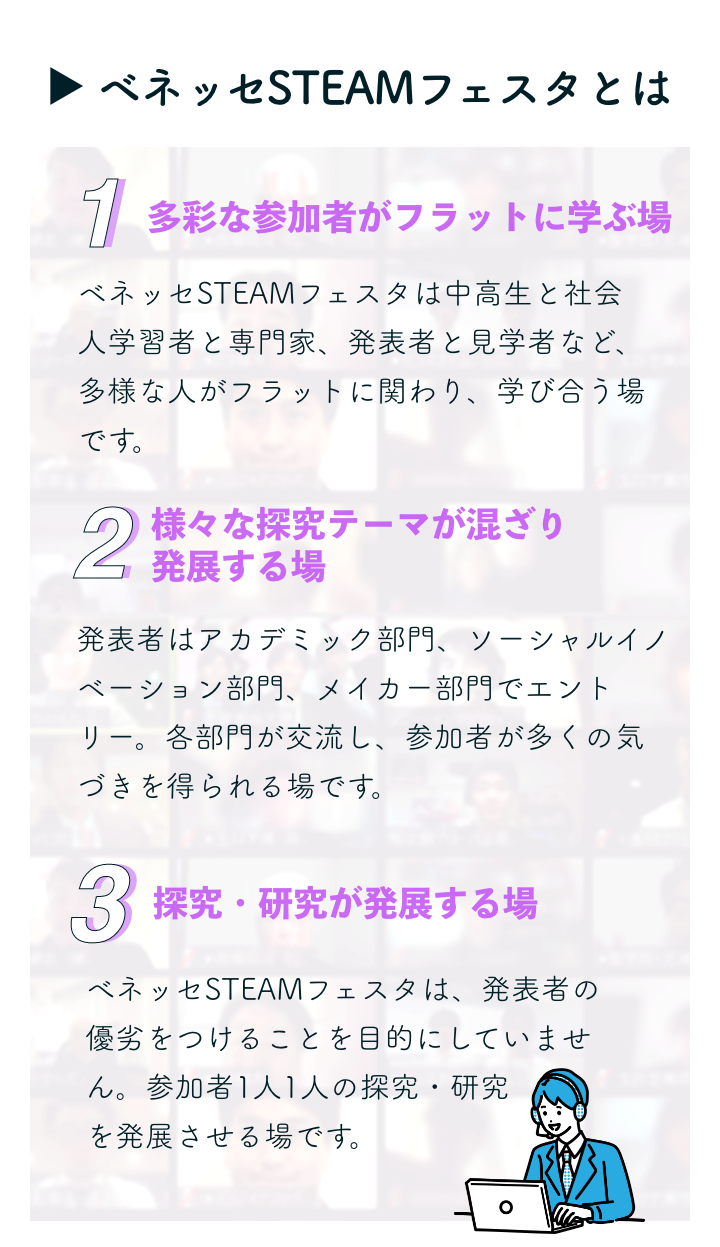 ▶ ベネッセSTEAMフェスタとは
1 多彩な参加者がフラットに学ぶ場
ベネッセSTEAMフェスタは中高生と社会
人学習者と専門家、発表者と見学者など、
多様な人がフラットに関わり、学び合う場
です。
2 様々な探究テーマが混ざり
発展する場
発表者はアカデミック部門、ソーシャルイノ
ベーション部門、メイカー部門でエント
リー。各部門が交流し、参加者が多くの気
づきを得られる場です。
3 探究・研究が発展する場
ベネッセSTEAMフェスタは、発表者の
優劣をつけることを目的にしていませ
ん。参加者1人1人の探究・研究
を発展させる場です。